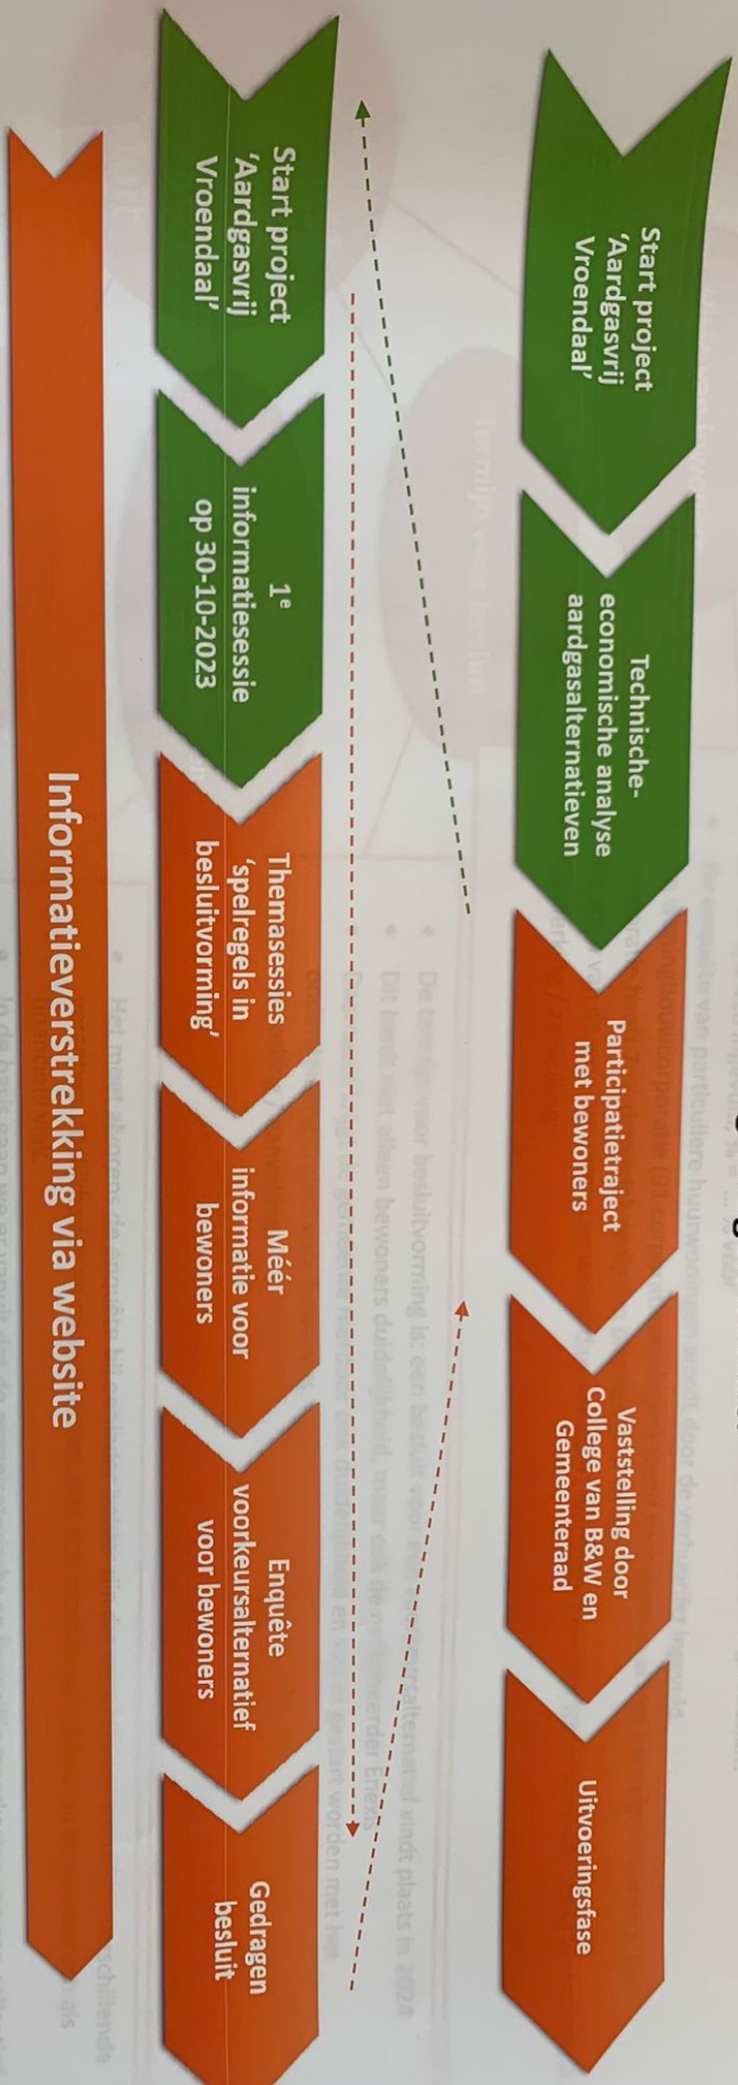 Start project
'Aardgasvrij
Vroendaal'
Technische-
economische analyse
aardgasalternatieven
Participatietraject
met bewoners
Vaststelling door
College van B&W en
Gemeenteraad
Uitvoeringsfase
Start project
'Aardgasvrij
Vroendaal'
1e
informatiesessie
op 30-10-2023
Themasessies
'spelregels in
besluitvorming'
Méér
informatie voor
bewoners
Enquête
voorkeursalternatief
voor bewoners
Gedragen
besluit
Informatieverstrekking via website